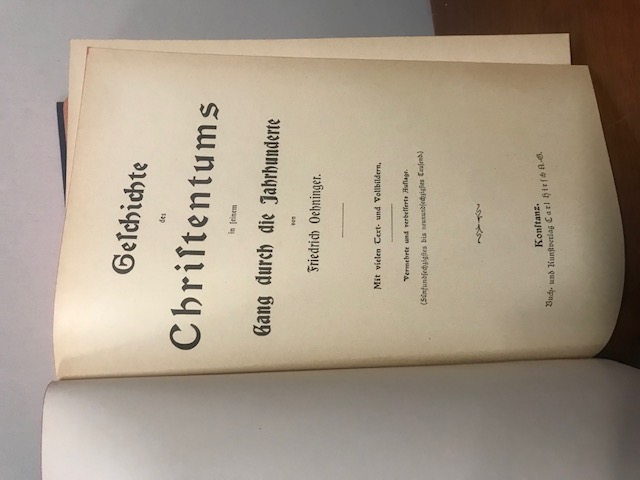 Geſchichte
des
Chriſtentums
in ſeinem
Gang durch die Jahrhunderte
von
Friedrich Oehninger.
Mit vielen Text- und Vollbildern.
Vermehrte und verbeſſerte Auflage.
(Fünfundſechzigſtes bis neunundſechzigſtes Tauſend)
Konſtanz.
Buch- und Kunſtverlag Carl Hirſch A.-G.